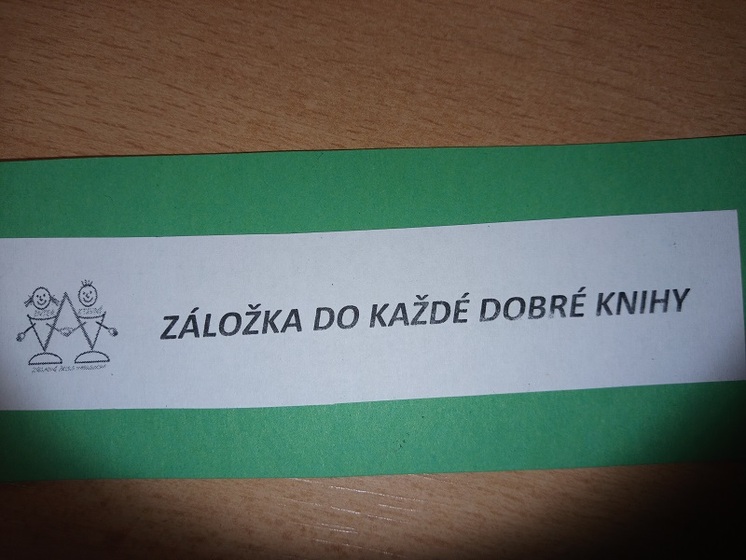 ZÁLOŽKA DO KAŽDÉ DOBRÉ KNIHY